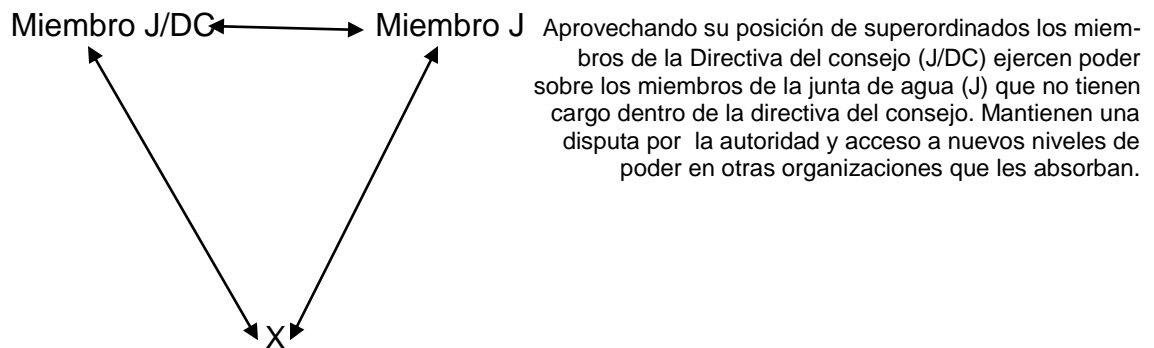 Miembro J/DC Miembro J
Aprovechando su posición de superordinados los miem-
bros de la Directiva del consejo (J/DC) ejercen poder
sobre los miembros de la junta de agua (J) que no tienen
cargo dentro de la directiva del consejo. Mantienen una
disputa por  la autoridad y acceso a nuevos niveles de
poder en otras organizaciones que les absorban.
X